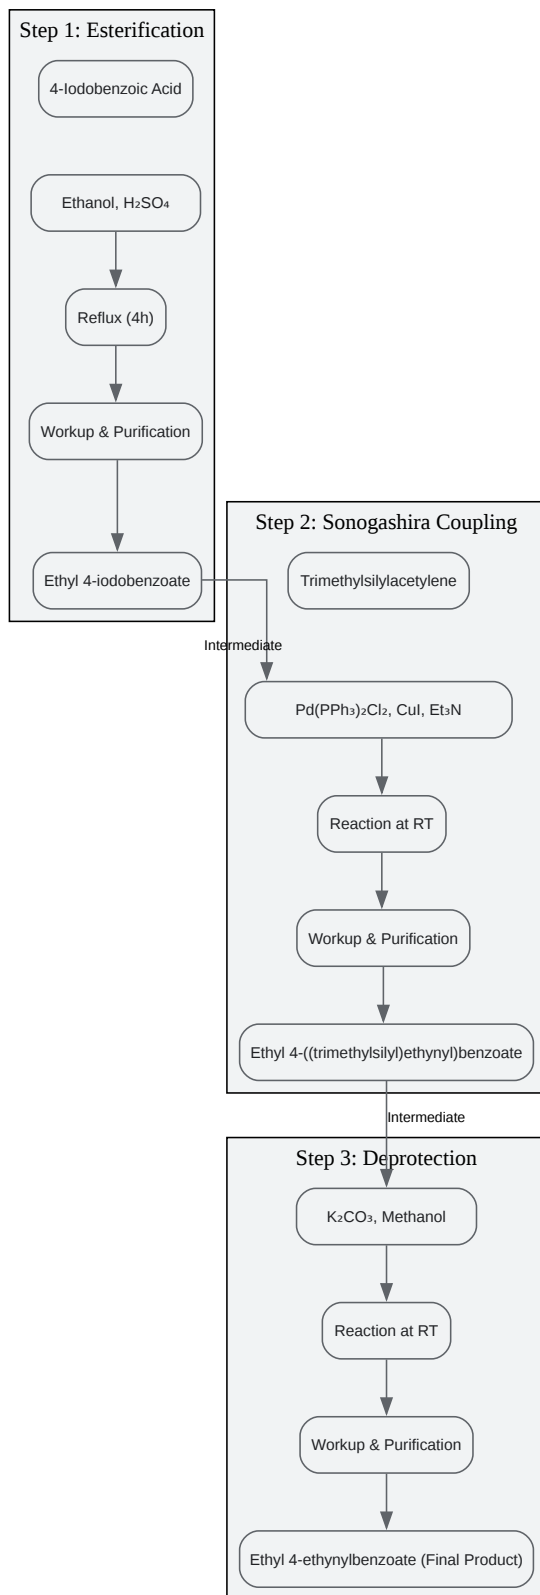 Step 1: Esterification
4-Iodobenzoic Acid
Ethanol, H₂SO₄
Reflux (4h)
Workup & Purification
Ethyl 4-iodobenzoate
Intermediate
Step 2: Sonogashira Coupling
Trimethylsilylacetylene
Pd(PPh₃)₂Cl₂, CuI, Et₃N
Reaction at RT
Workup & Purification
Ethyl 4-((trimethylsilyl)ethynyl)benzoate
Intermediate
Step 3: Deprotection
K₂CO₃, Methanol
Reaction at RT
Workup & Purification
Ethyl 4-ethynylbenzoate (Final Product)